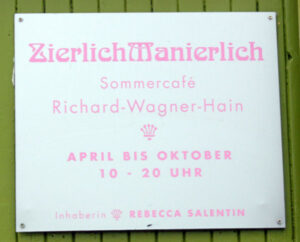 ZierlichManierlich
Sommercafé
Richard-Wagner-Hain
APRIL BIS OKTOBER
10 - 20 UHR
Inhaberin REBECCA SALENTIN